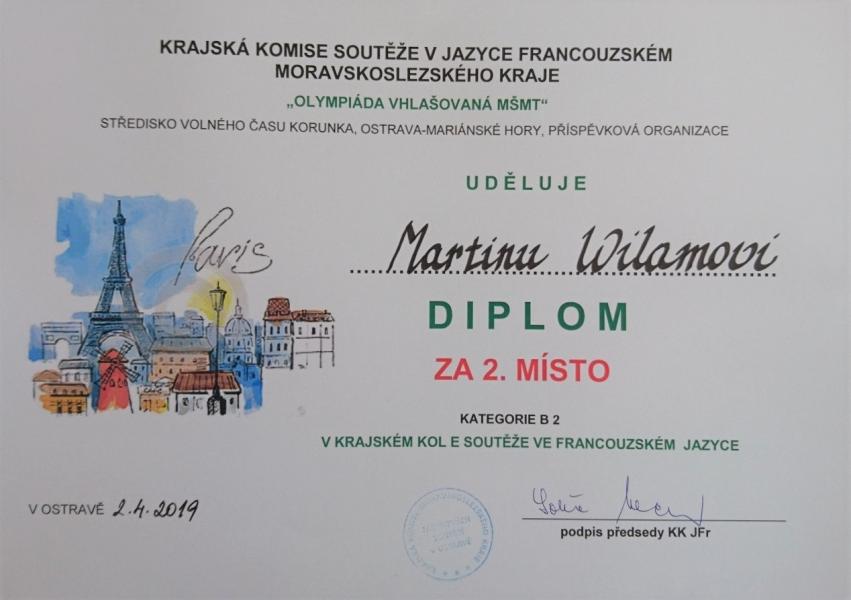 KRAJSKÁ KOMISE SOUTĚŽE V JAZYCE FRANCOUZSKÉM
MORAVSKOSLEZSKÉHO KRAJE
„OLYMPIÁDA VHLAŠOVANÁ MŠMT“
STŘEDISKO VOLNÉHO ČASU KORUNKA, OSTRAVA-MARIÁNSKÉ HORY, PŘÍSPĚVKOVÁ ORGANIZACE
UDĚLUJE
Paris
Martinu Wilamovi
DIPLOM
ZA 2. MÍSTO
KATEGORIE B 2
V KRAJSKÉM KOL E SOUTĚŽE VE FRANCOUZSKÉM JAZYCE
V OSTRAVĚ 2.4.2019
podpis předsedy KK JFr